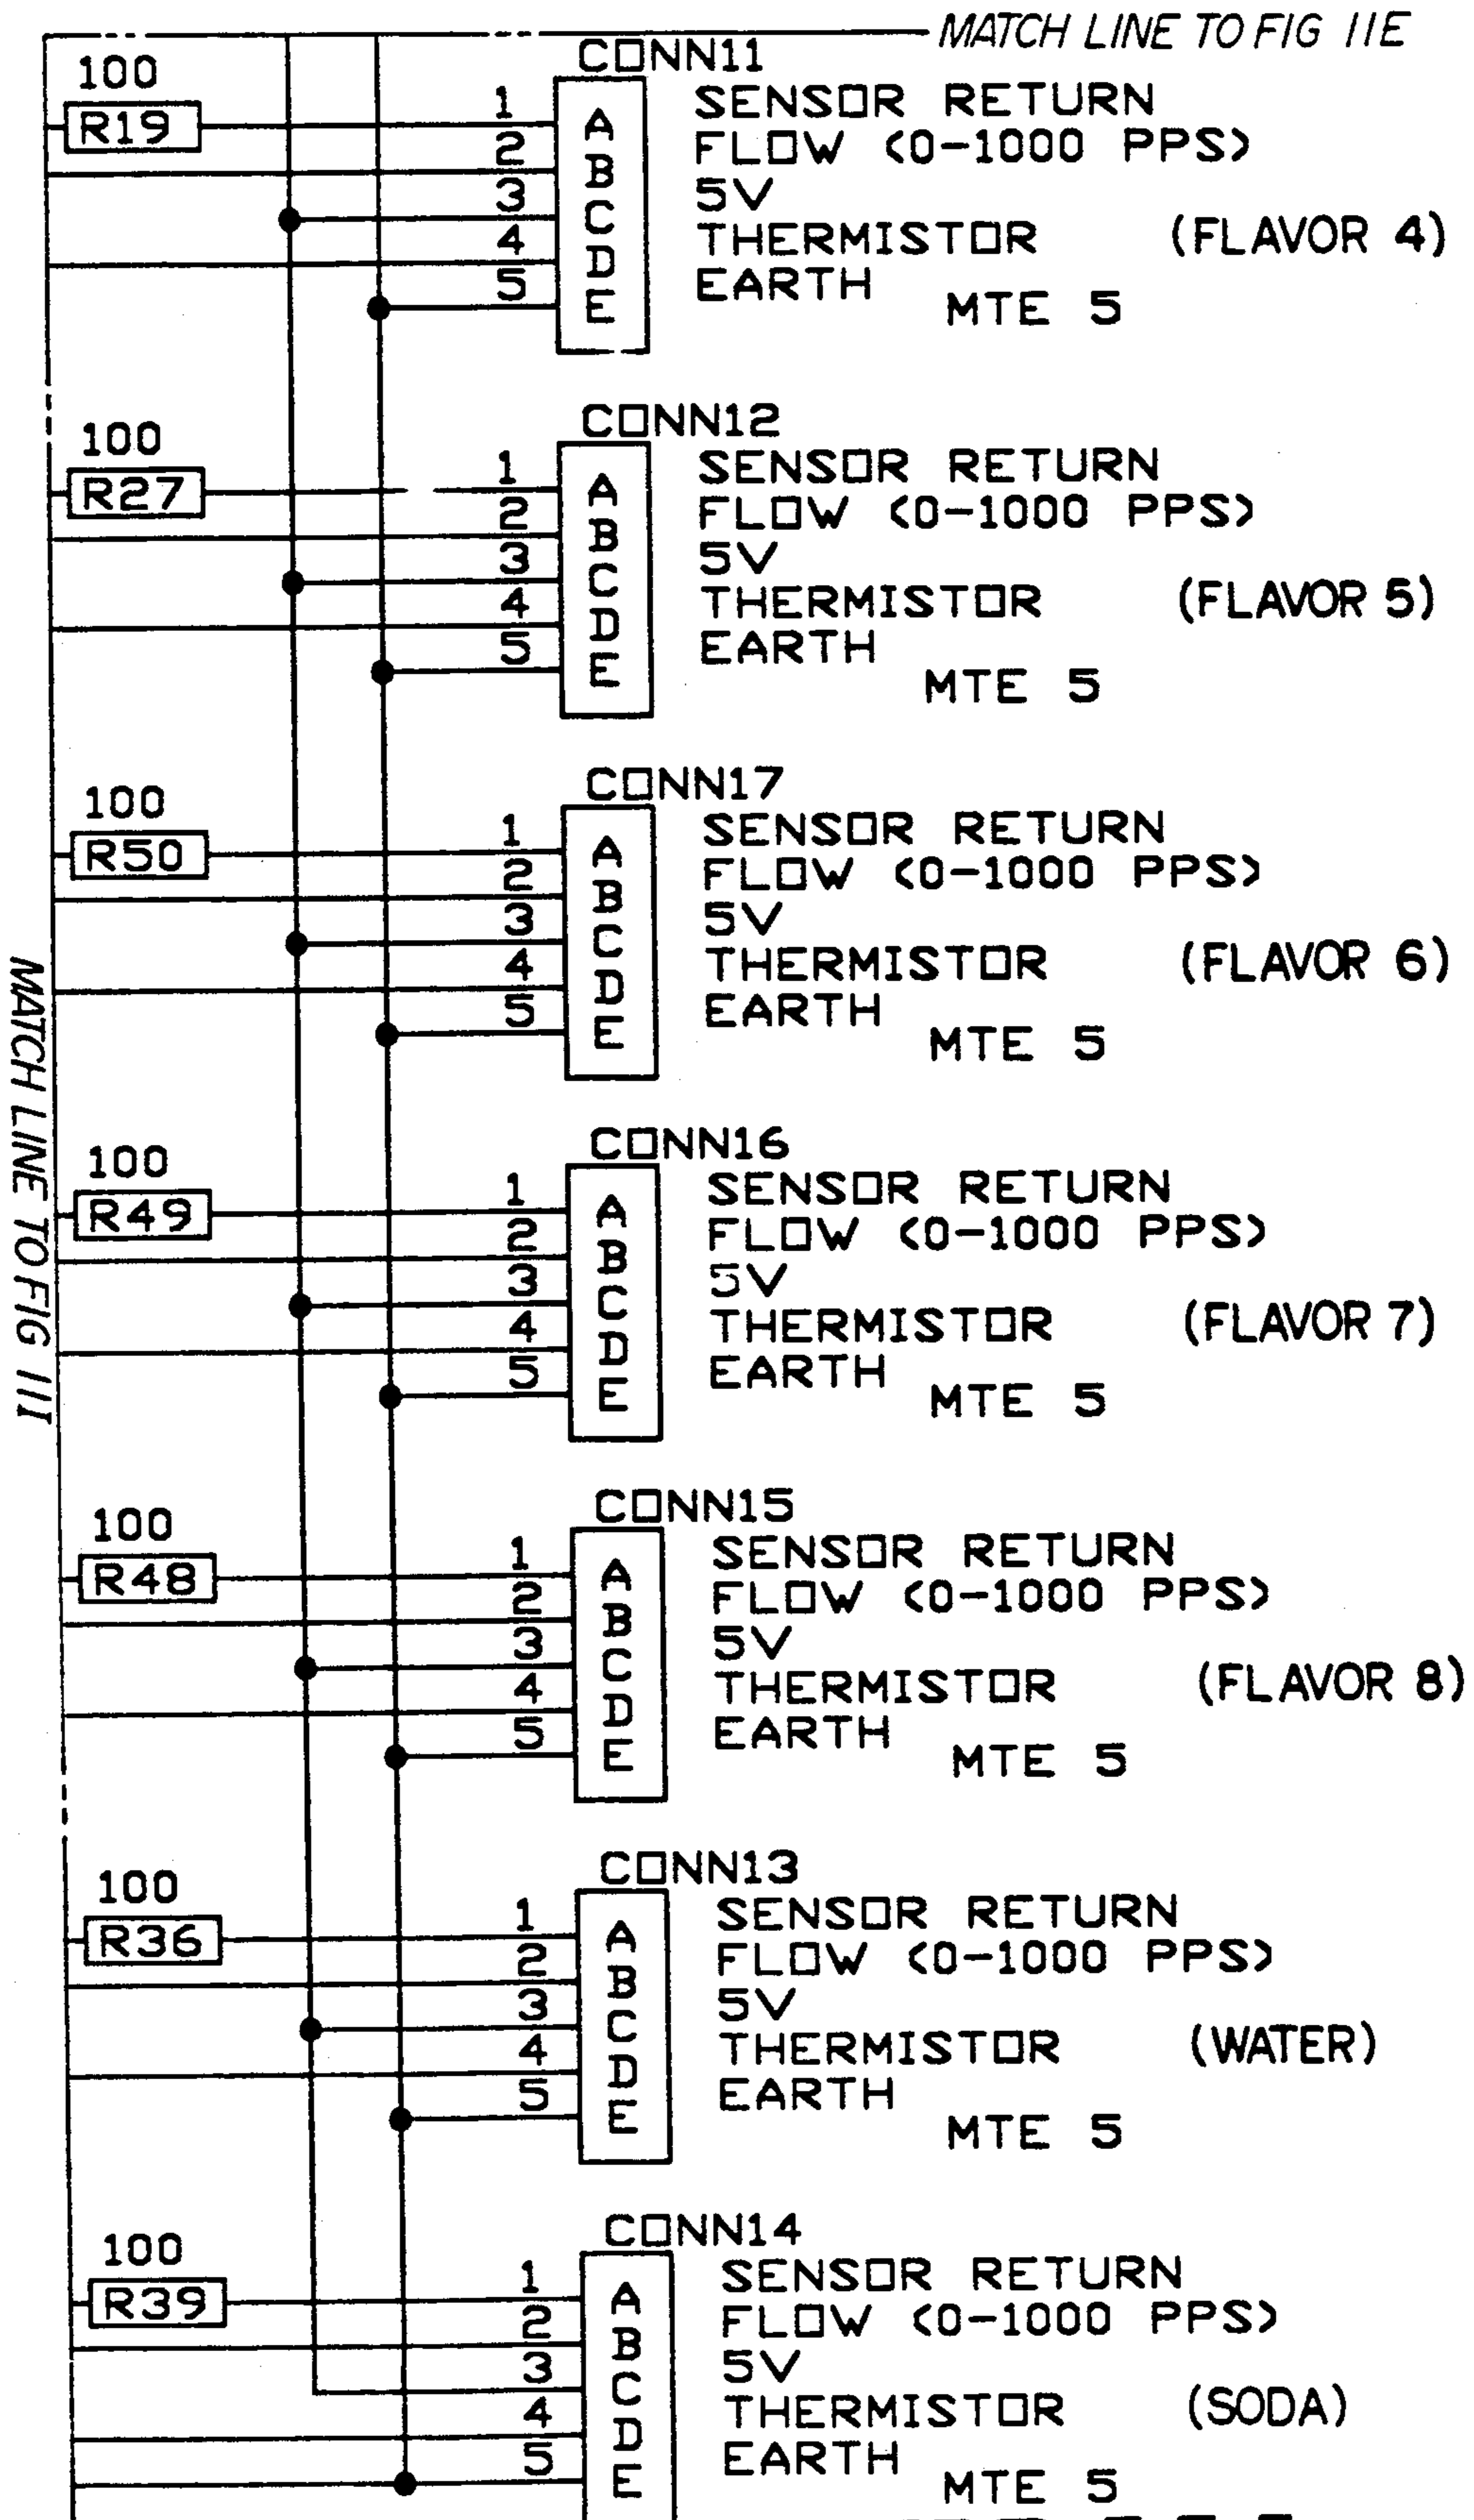 MATCH LINE TO FIG 11E
CONN11
100
R19
1 A SENSOR RETURN
2 B FLOW <0-1000 PPS>
3 C 5V
4 D THERMISTOR (FLAVOR 4)
5 E EARTH
MTE 5
CONN12
100
R27
1 A SENSOR RETURN
2 B FLOW <0-1000 PPS>
3 C 5V
4 D THERMISTOR (FLAVOR 5)
5 E EARTH
MTE 5
CONN17
100
R50
1 A SENSOR RETURN
2 B FLOW <0-1000 PPS>
3 C 5V
4 D THERMISTOR (FLAVOR 6)
5 E EARTH
MTE 5
MATCH LINE TO FIG 11I
CONN16
100
R49
1 A SENSOR RETURN
2 B FLOW <0-1000 PPS>
3 C 5V
4 D THERMISTOR (FLAVOR 7)
5 E EARTH
MTE 5
CONN15
100
R48
1 A SENSOR RETURN
2 B FLOW <0-1000 PPS>
3 C 5V
4 D THERMISTOR (FLAVOR 8)
5 E EARTH
MTE 5
CONN13
100
R36
1 A SENSOR RETURN
2 B FLOW <0-1000 PPS>
3 C 5V
4 D THERMISTOR (WATER)
5 E EARTH
MTE 5
CONN14
100
R39
1 A SENSOR RETURN
2 B FLOW <0-1000 PPS>
3 C 5V
4 D THERMISTOR (SODA)
5 E EARTH
MTE 5